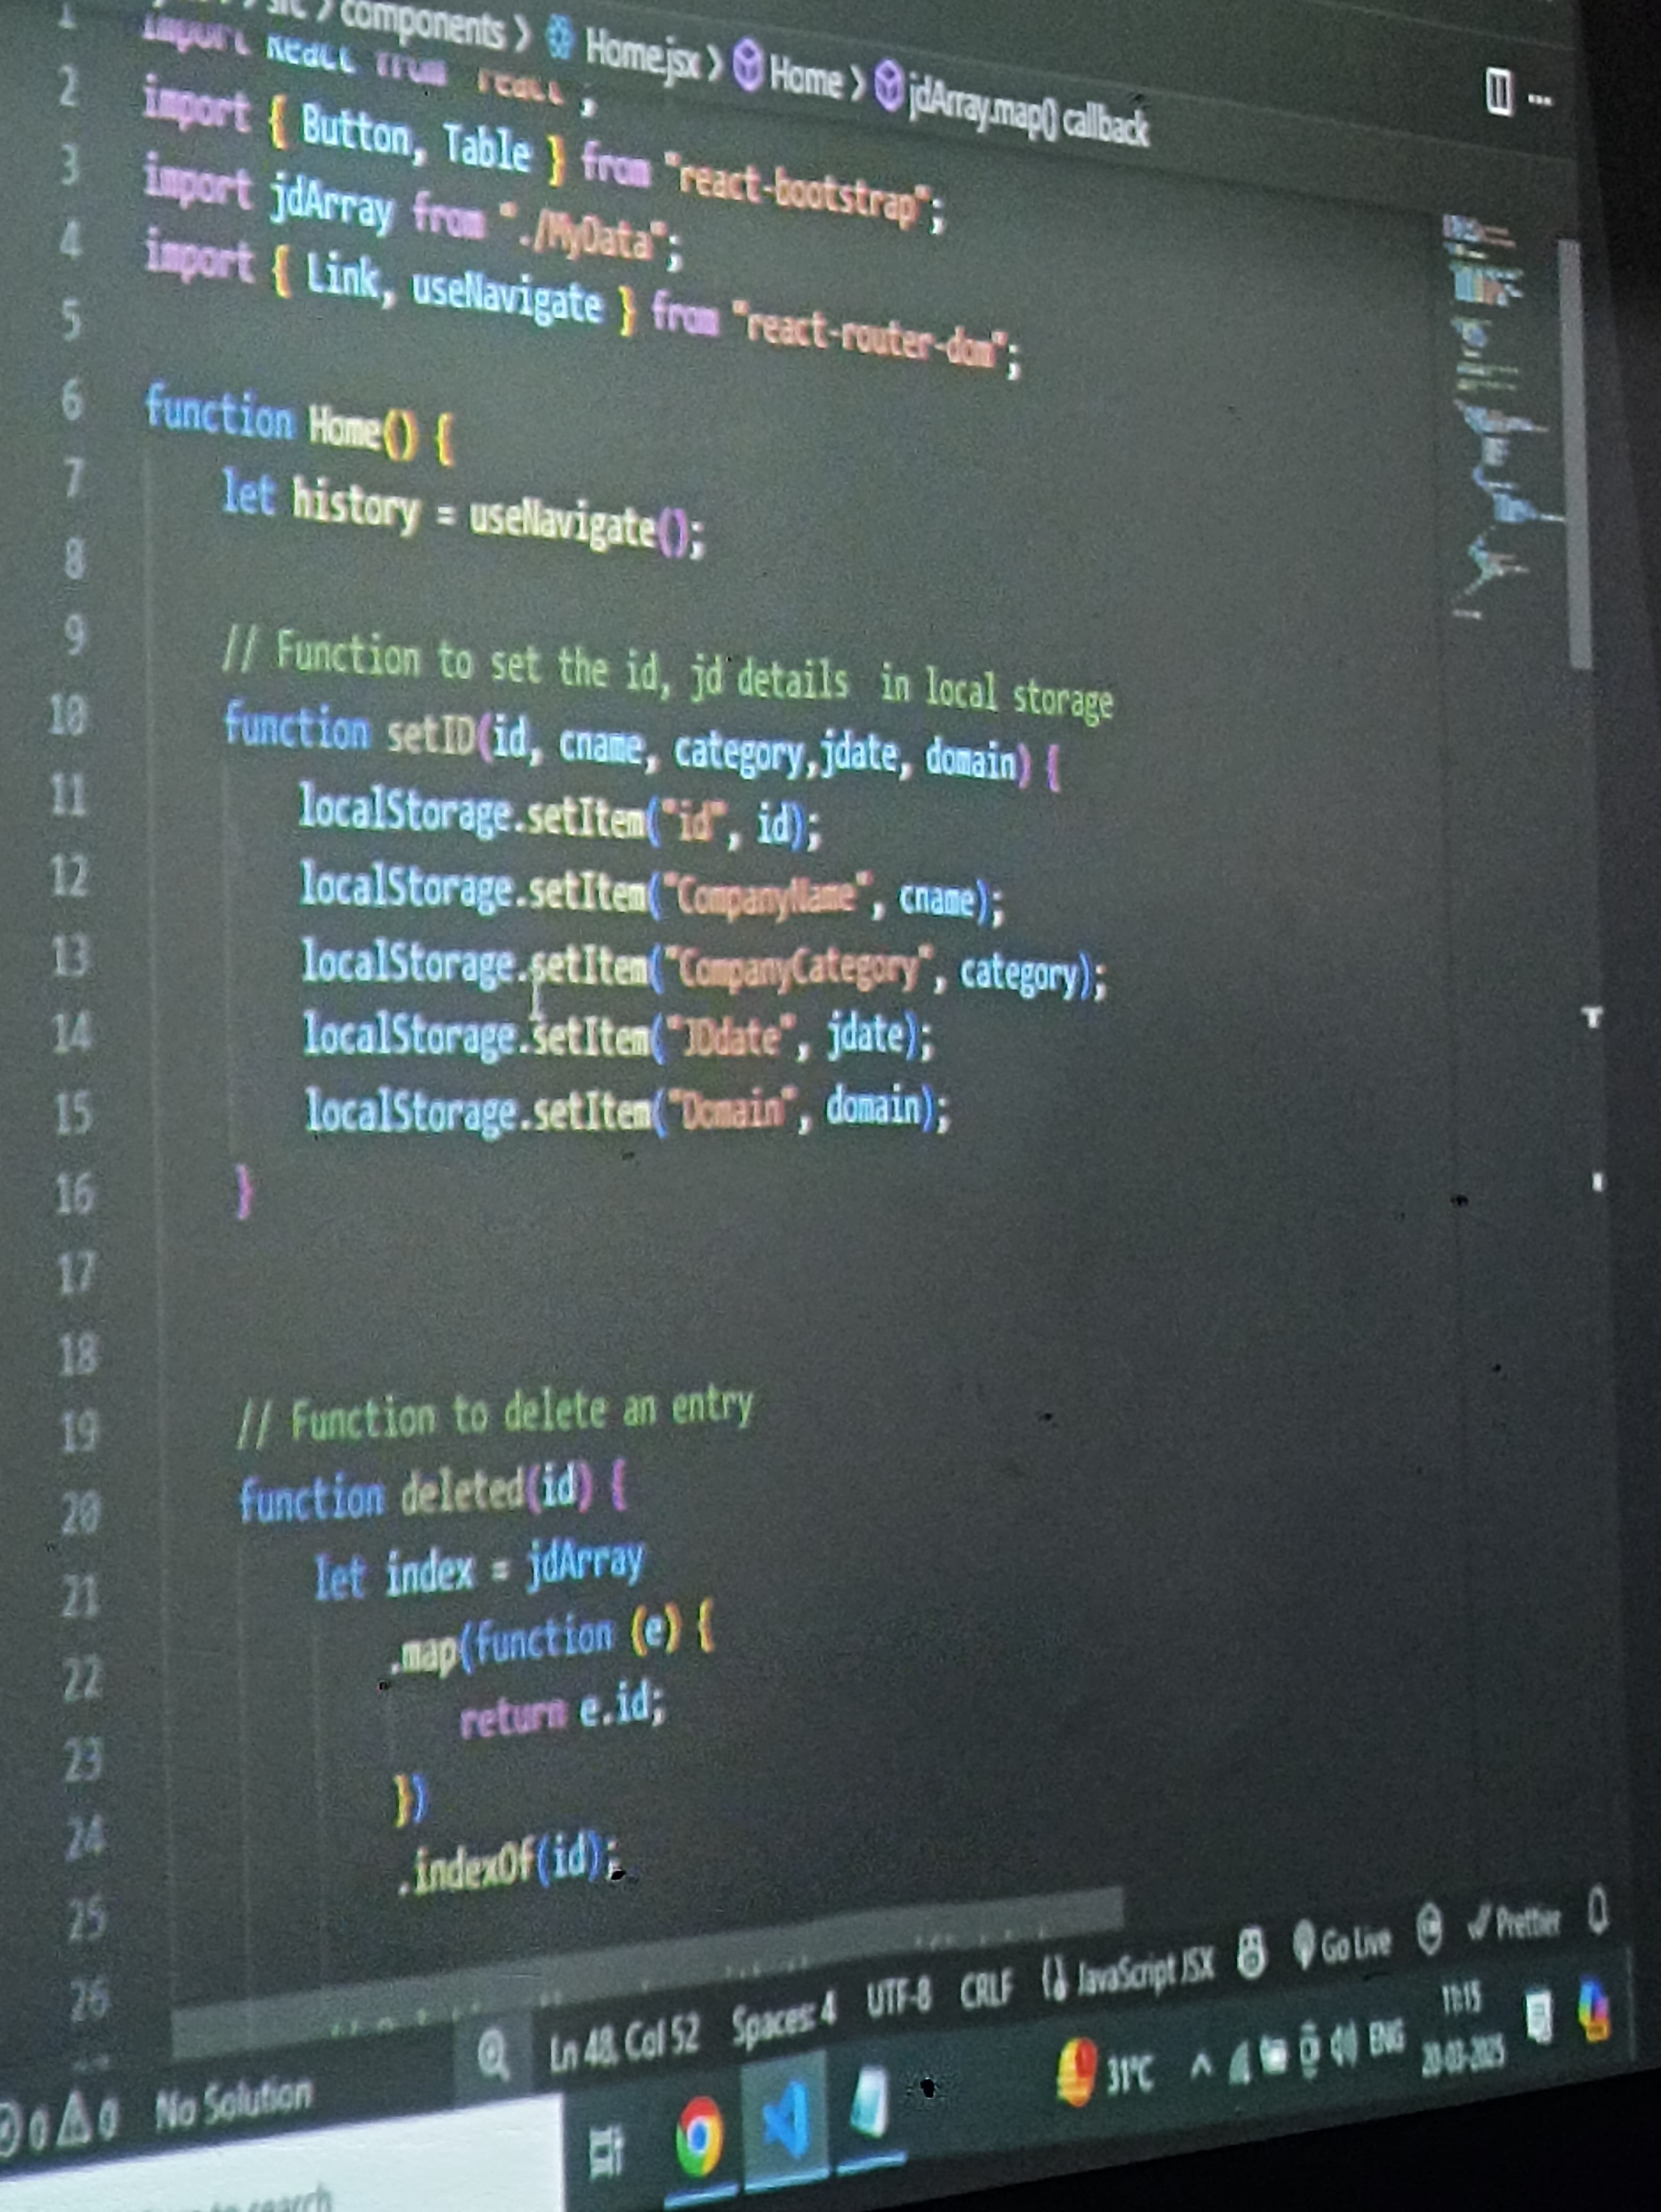 components > Home.jsx > Home > jdArray.map() callback
1 import React from "react";
2 import { Button, Table } from "react-bootstrap";
3 import jdArray from "./MyData";
4 import { Link, useNavigate } from "react-router-dom";
5
6 function Home() {
7 let history = useNavigate();
8
9 // Function to set the id, jd details  in local storage
10 function setID(id, cname, category,jdate, domain) {
11 localStorage.setItem("id", id);
12 localStorage.setItem("CompanyName", cname);
13 localStorage.setItem("CompanyCategory", category);
14 localStorage.setItem("JDdate", jdate);
15 localStorage.setItem("Domain", domain);
16 }
17
18
19 // Function to delete an entry
20 function deleted(id) {
21 let index = jdArray
22 .map(function (e) {
23 return e.id;
24 })
25 .indexOf(id);
26
0 0 No Solution Ln 48, Col 52 Spaces: 4 UTF-8 CRLF {} JavaScript JSX Go Live Prettier
to search 31°C ENG 11:15
20-03-2025